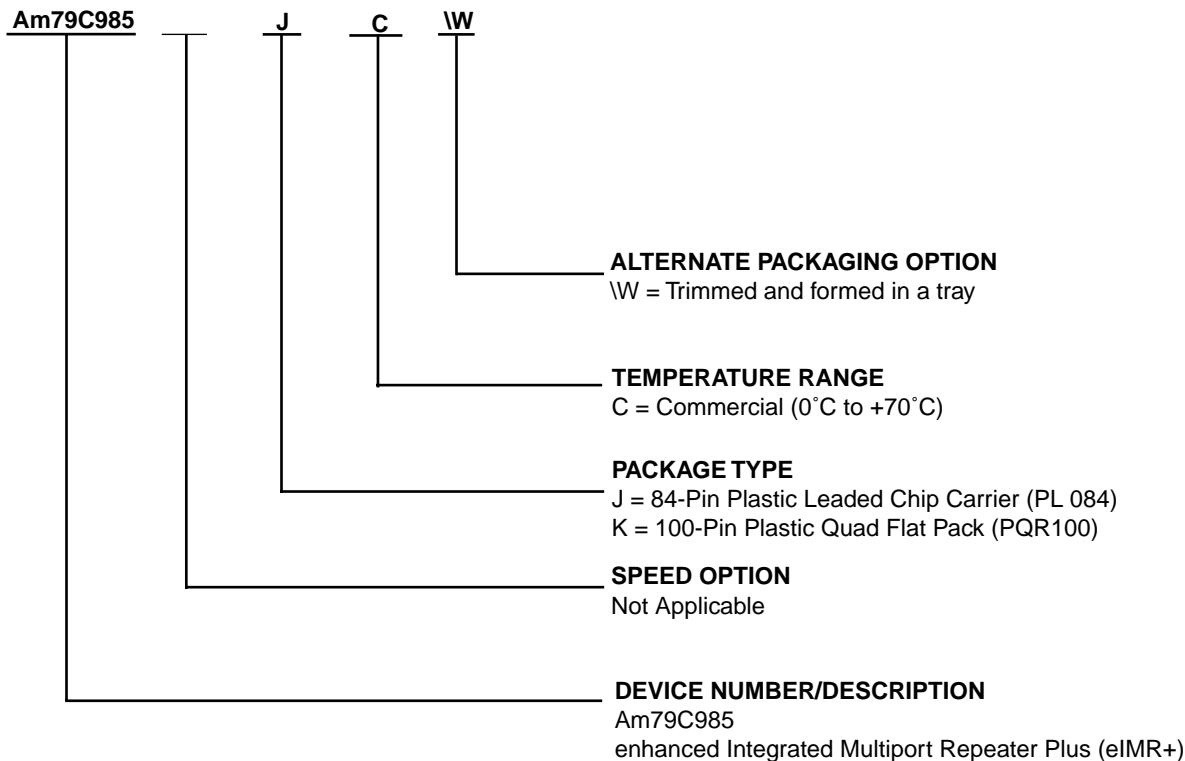 Am79C985 J C \W
ALTERNATE PACKAGING OPTION
\W = Trimmed and formed in a tray
TEMPERATURE RANGE
C = Commercial (0˚C to +70˚C)
PACKAGE TYPE
J = 84-Pin Plastic Leaded Chip Carrier (PL 084)
K = 100-Pin Plastic Quad Flat Pack (PQR100)
SPEED OPTION
Not Applicable
DEVICE NUMBER/DESCRIPTION
Am79C985
enhanced Integrated Multiport Repeater Plus (eIMR+)